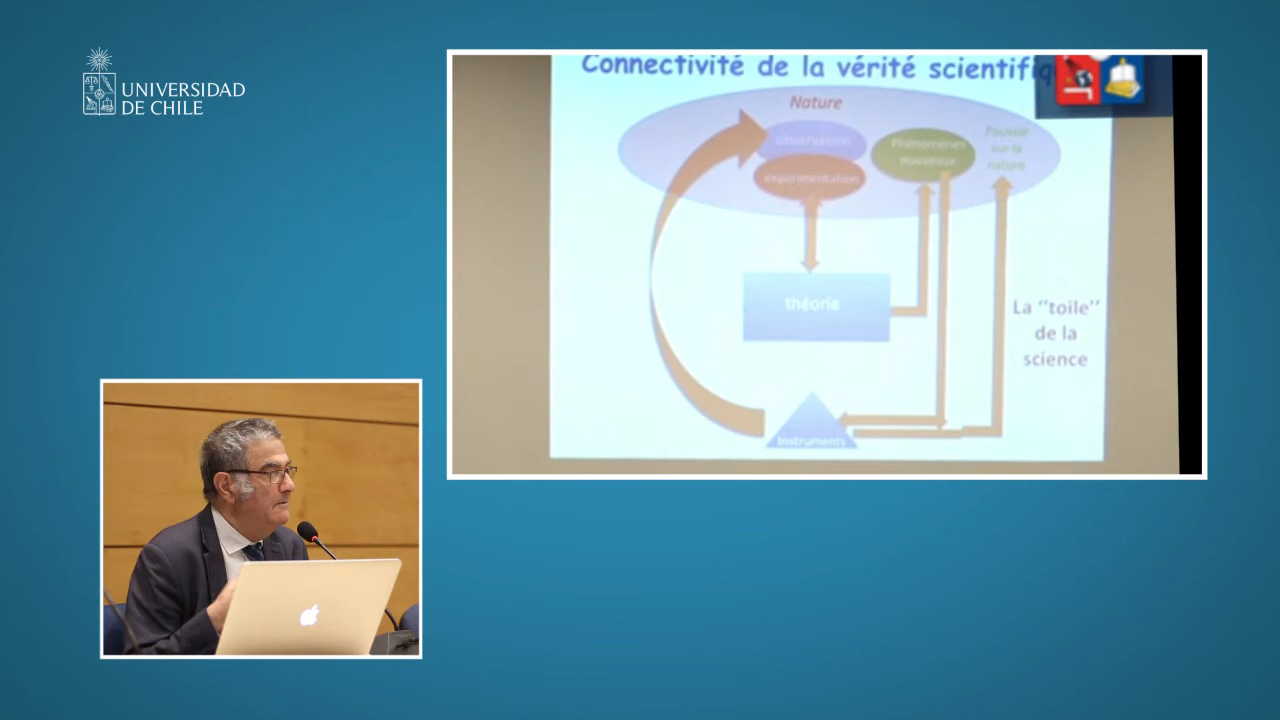 UNIVERSIDAD
DE CHILE
Connectivité de la vérité scientifiq
Nature
observation
expérimentation
Phénomènes
nouveaux
Pouvoir
sur la
nature
théorie
La ‘‘toile’’
de la
science
Instruments